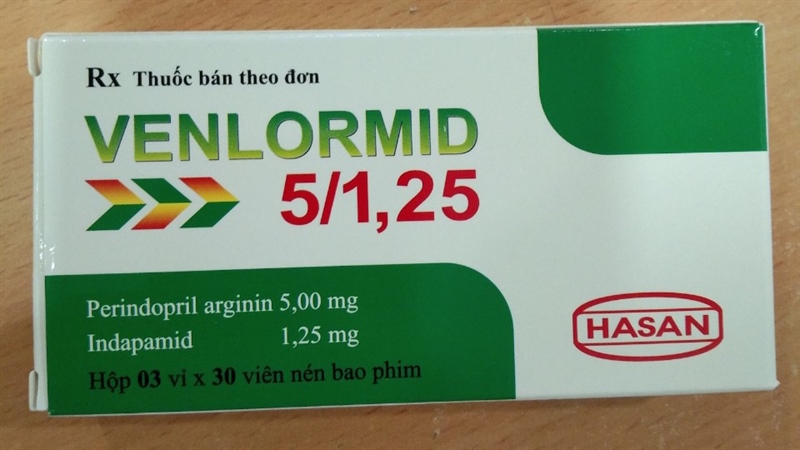 Rx Thuốc bán theo đơn
VENLORMID
5/1,25
Perindopril arginin 5,00 mg
Indapamid 1,25 mg
Hộp 03 vỉ x 30 viên nén bao phim
HASAN